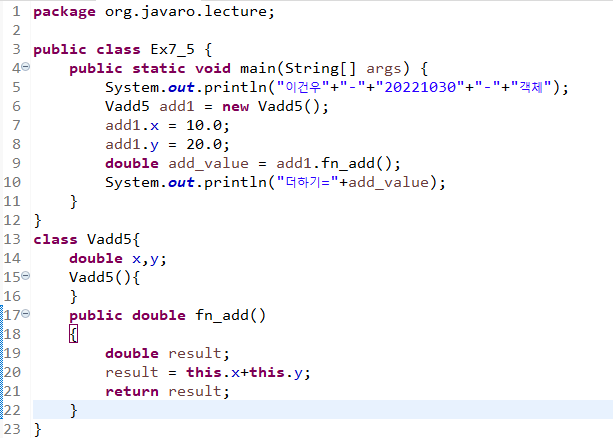 1 package org.javaro.lecture;
2
3 public class Ex7_5 {
4 public static void main(String[] args) {
5 System.out.println("이건우"+"-"+"20221030"+"-"+"객체");
6 Vadd5 add1 = new Vadd5();
7 add1.x = 10.0;
8 add1.y = 20.0;
9 double add_value = add1.fn_add();
10 System.out.println("더하기="+add_value);
11 }
12 }
13 class Vadd5{
14 double x,y;
15 Vadd5(){
16 }
17 public double fn_add()
18 {
19 double result;
20 result = this.x+this.y;
21 return result;
22 }
23 }